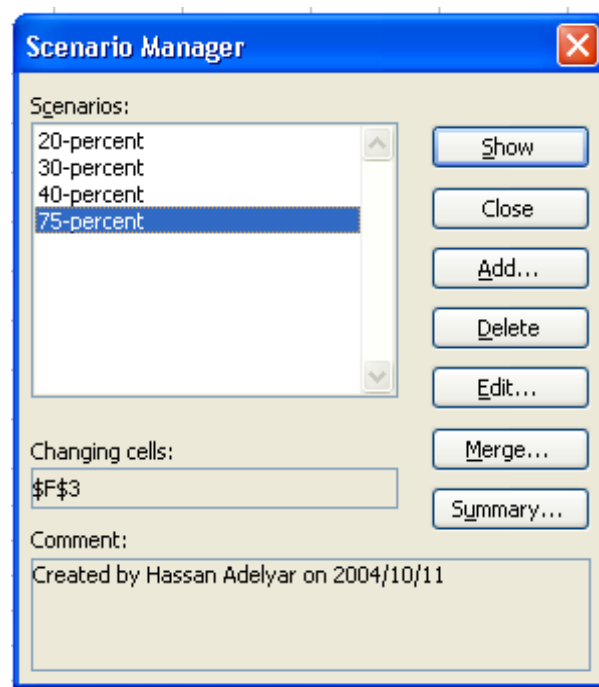 Scenario Manager
Scenarios:
20-percent
30-percent
40-percent
75-percent
Show
Close
Add...
Delete
Edit...
Merge...
Summary...
Changing cells:
$F$3
Comment:
Created by Hassan Adelyar on 2004/10/11